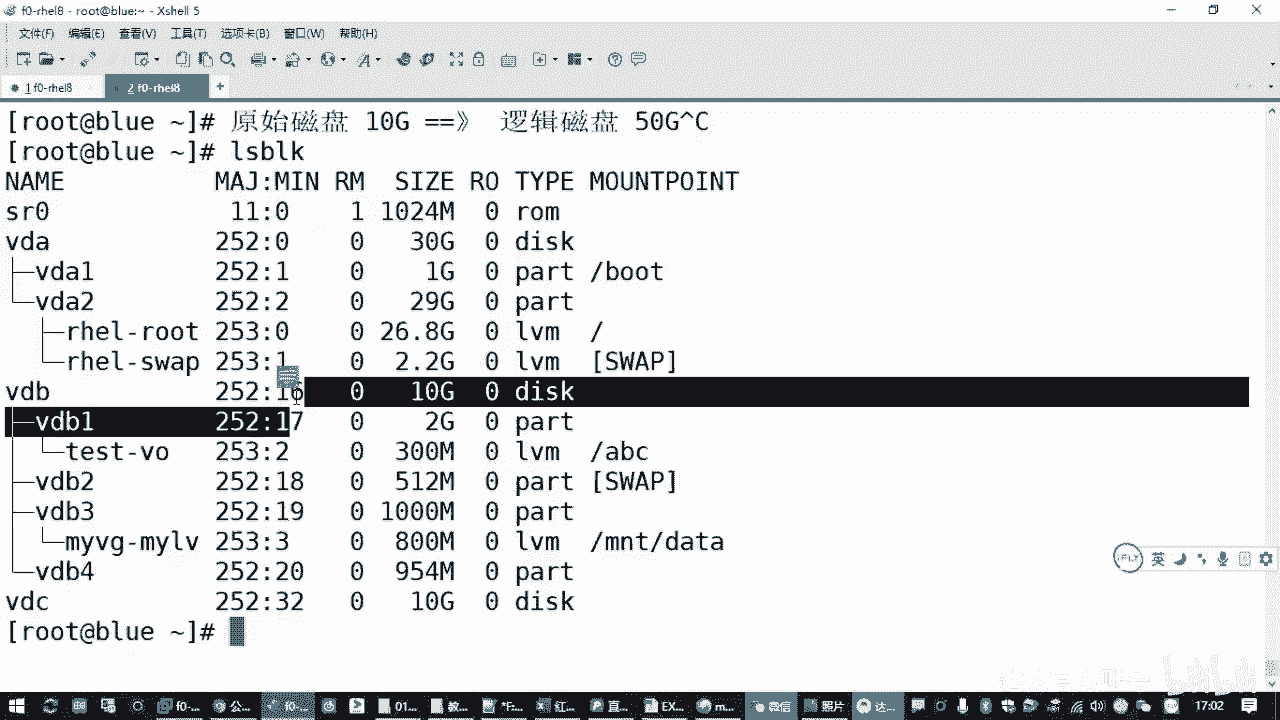 f0-rhel8 - root@blue:~ - Xshell 5
文件(F) 编辑(E) 查看(V) 工具(T) 选项卡(B) 窗口(W) 帮助(H)
1 f0-rhel8 2 f0-rhel8 +
[root@blue ~]# 原始磁盘 10G ==》 逻辑磁盘 50G^C
[root@blue ~]# lsblk
NAME MAJ:MIN RM SIZE RO TYPE MOUNTPOINT
sr0 11:0 1 1024M 0 rom
vda 252:0 0 30G 0 disk
├─vda1 252:1 0 1G 0 part /boot
└─vda2 252:2 0 29G 0 part
├─rhel-root 253:0 0 26.8G 0 lvm /
└─rhel-swap 253:1 0 2.2G 0 lvm [SWAP]
vdb 252:16 0 10G 0 disk
├─vdb1 252:17 0 2G 0 part
│ └─test-vo 253:2 0 300M 0 lvm /abc
├─vdb2 252:18 0 512M 0 part [SWAP]
├─vdb3 252:19 0 1000M 0 part
│ └─myvg-mylv 253:3 0 800M 0 lvm /mnt/data
└─vdb4 252:20 0 954M 0 part
vdc 252:32 0 10G 0 disk
[root@blue ~]#
iFLY 英
f0-... 公... f0-... 01... 教... *F... 红... 直... EX... m... 微信 照片 达... 17:02